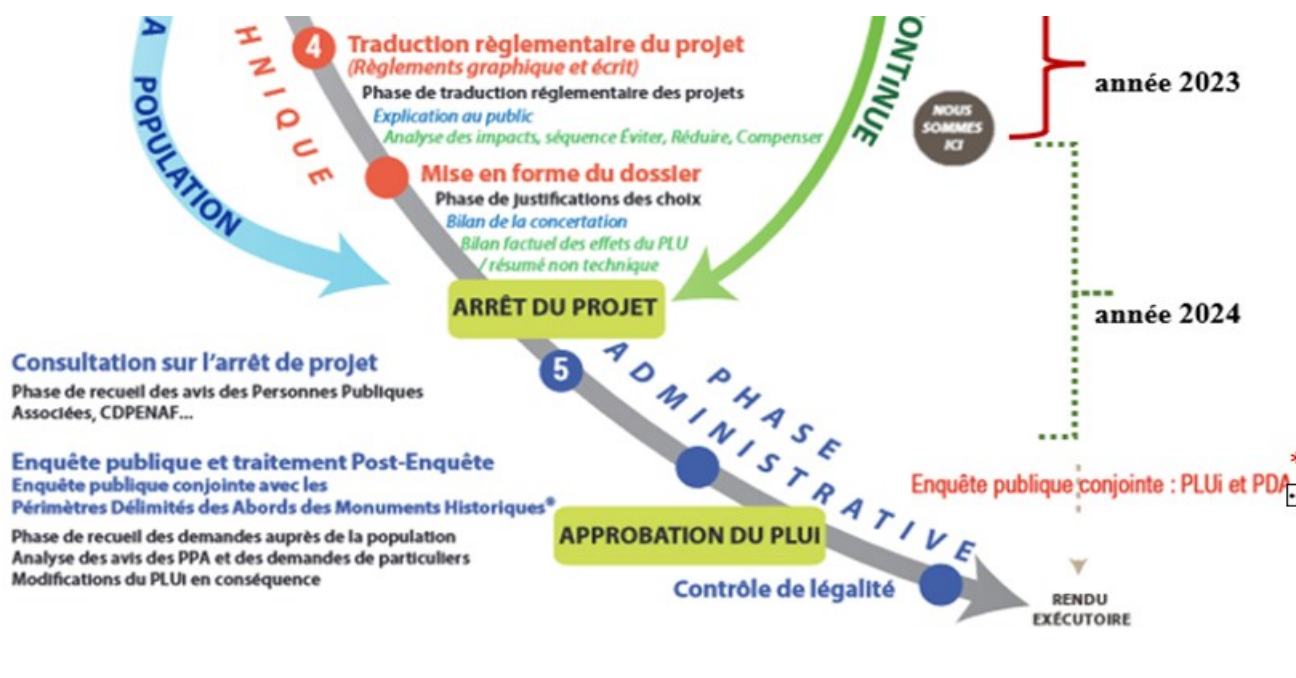 A POPULATION
HNIQUE
ONTINUE
4
Traduction règlementaire du projet
(Règlements graphique et écrit)
Phase de traduction réglementaire des projets
Explication au public
Analyse des impacts, séquence Éviter, Réduire, Compenser
NOUS
SOMMES
ICI
année 2023
Mise en forme du dossier
Phase de justifications des choix
Bilan de la concertation
Bilan factuel des effets du PLU
/ résumé non technique
ARRÊT DU PROJET
année 2024
5
PHASE
ADMINISTRATIVE
Consultation sur l'arrêt de projet
Phase de recueil des avis des Personnes Publiques
Associées, CDPENAF...
Enquête publique et traitement Post-Enquête
Enquête publique conjointe avec les
Périmètres Délimités des Abords des Monuments Historiques*
Phase de recueil des demandes auprès de la population
Analyse des avis des PPA et des demandes de particuliers
Modifications du PLUi en conséquence
Enquête publique conjointe : PLUi et PDA*
APPROBATION DU PLUI
Contrôle de légalité
RENDU
EXÉCUTOIRE